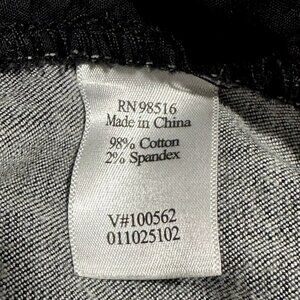 RN 98516
Made in China
98% Cotton
2% Spandex
V#100562
011025102